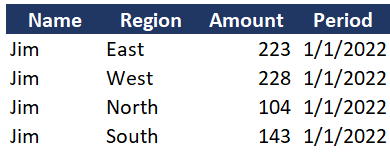 Name Region Amount Period
Jim East 223 1/1/2022
Jim West 228 1/1/2022
Jim North 104 1/1/2022
Jim South 143 1/1/2022